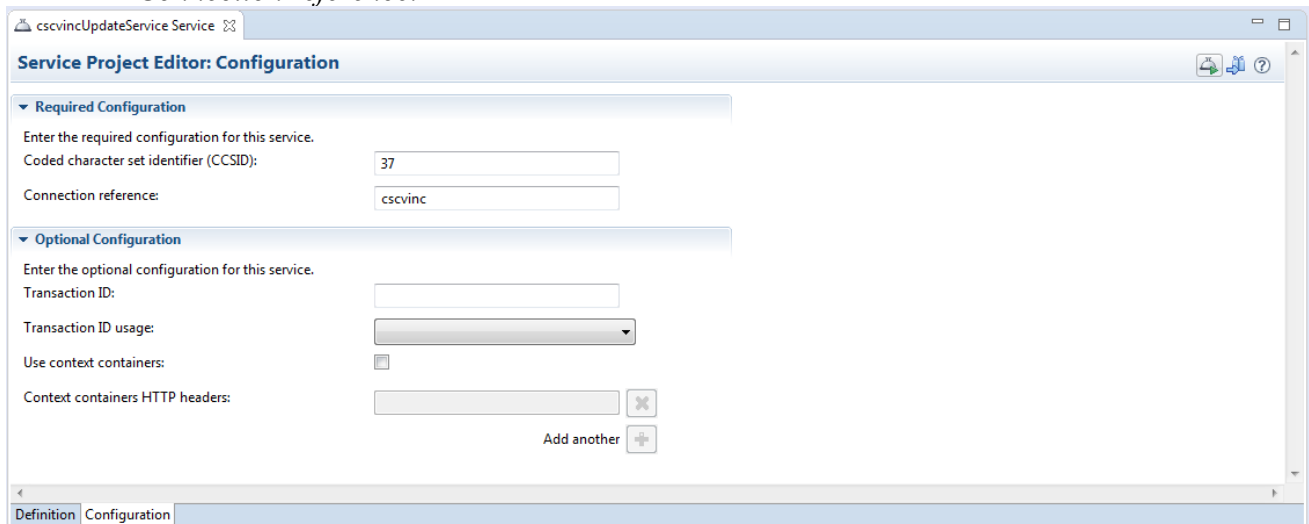 Connection Reference.
cscvincUpdateService Service
Service Project Editor: Configuration
Required Configuration
Enter the required configuration for this service.
Coded character set identifier (CCSID): 37
Connection reference: cscvinc
Optional Configuration
Enter the optional configuration for this service.
Transaction ID:
Transaction ID usage:
Use context containers:
Context containers HTTP headers:
Add another
Definition Configuration